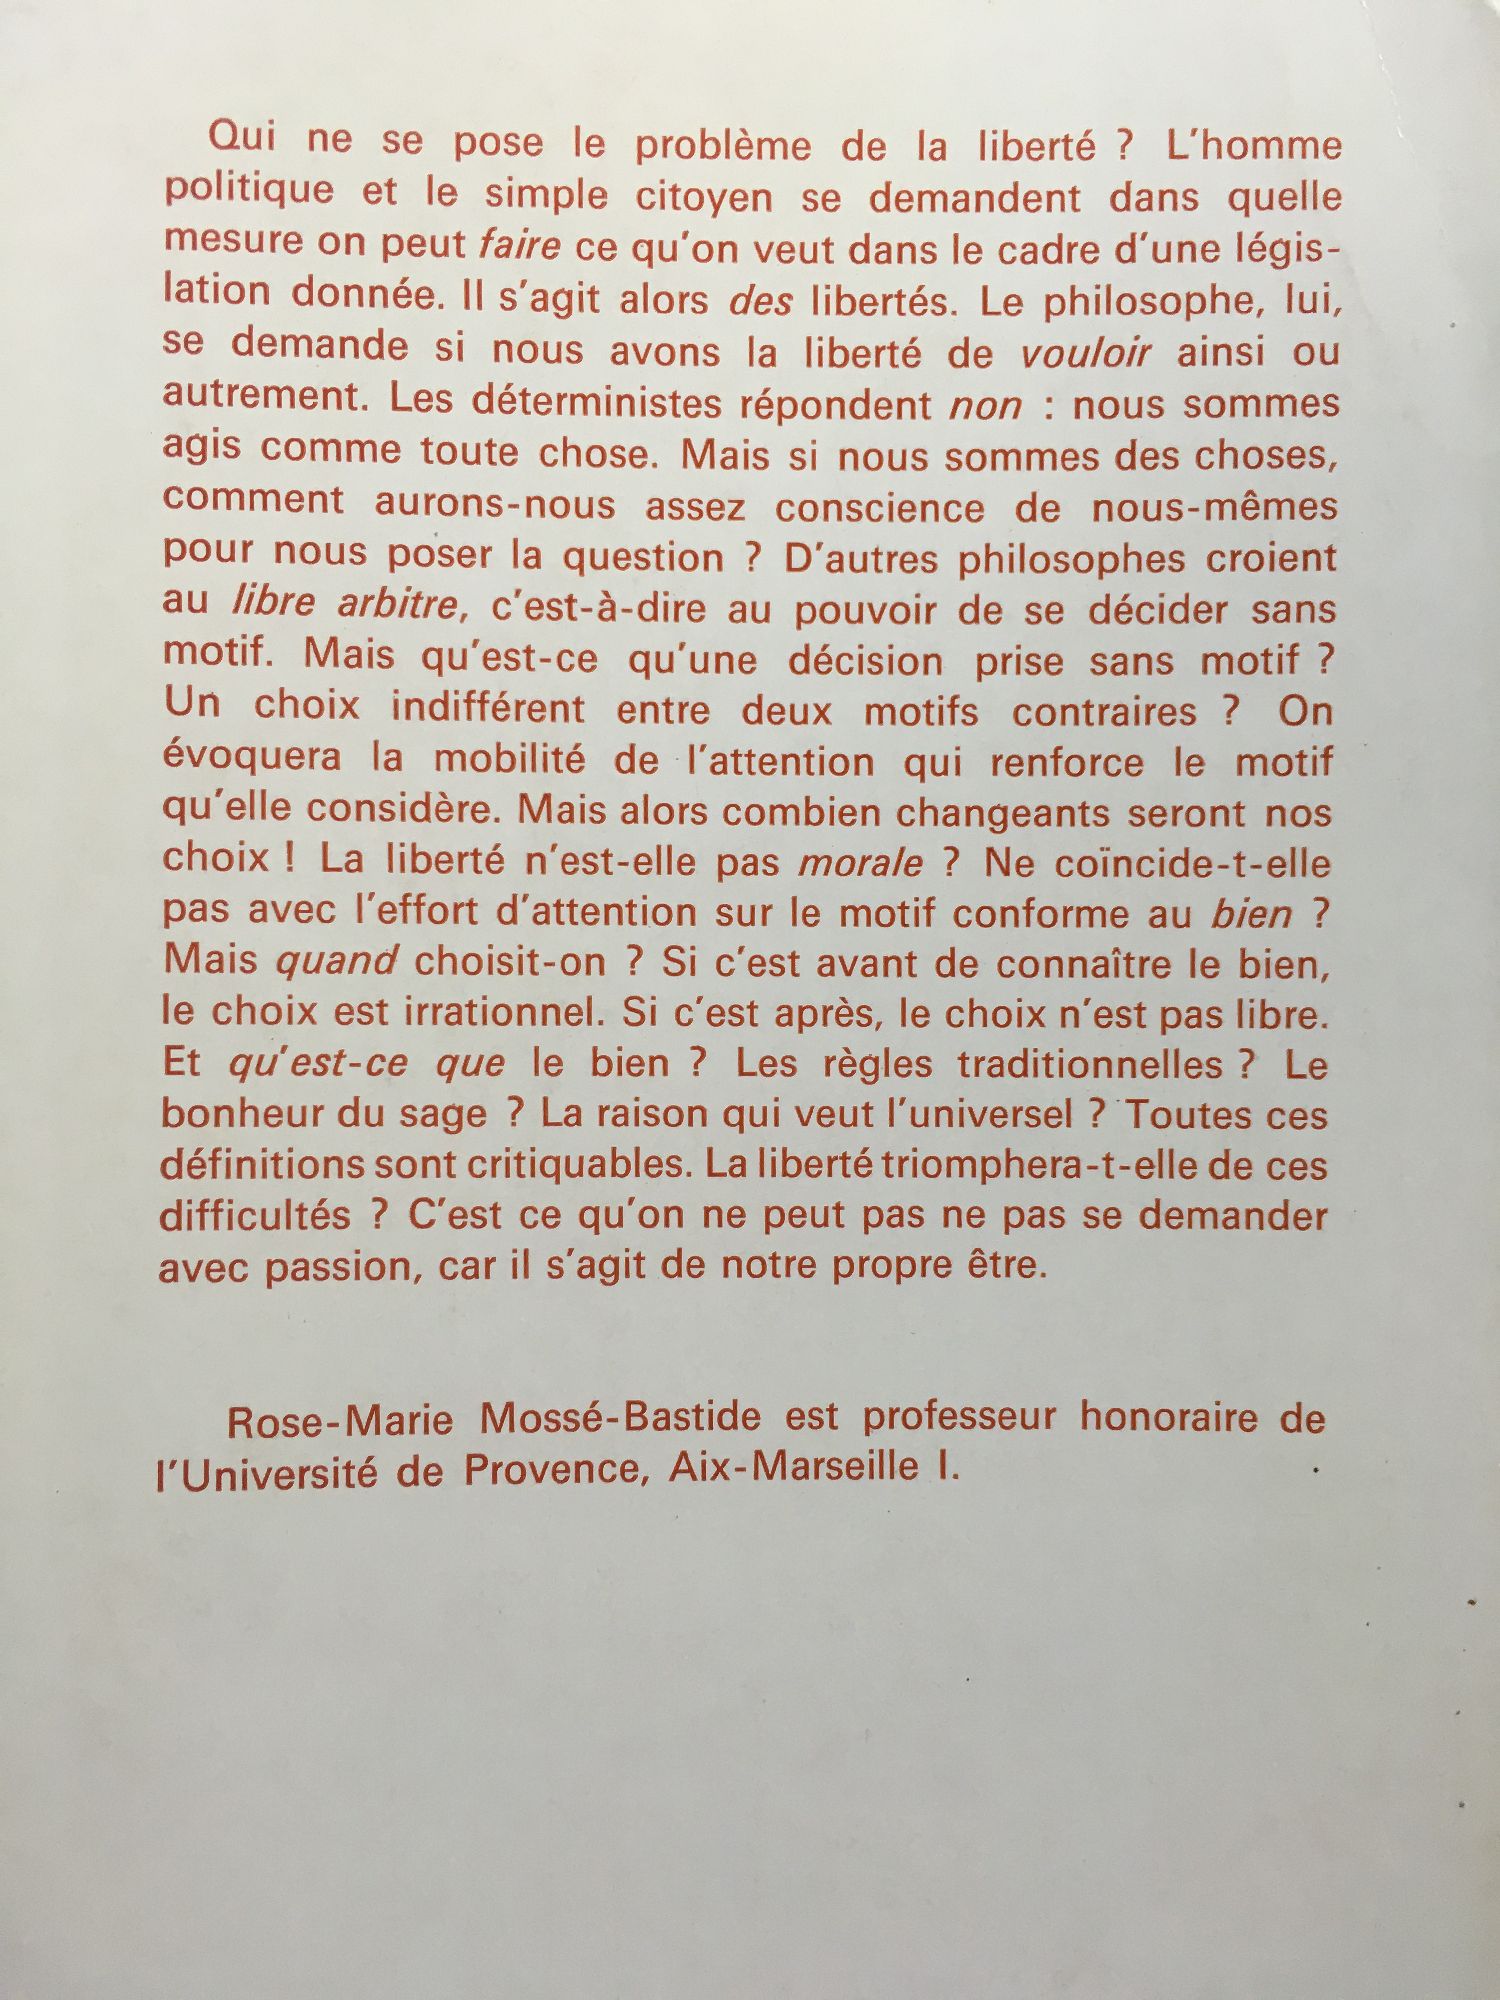 Qui ne se pose le problème de la liberté ? L'homme
politique et le simple citoyen se demandent dans quelle
mesure on peut faire ce qu'on veut dans le cadre d'une légis-
lation donnée. Il s'agit alors des libertés. Le philosophe, lui,
se demande si nous avons la liberté de vouloir ainsi ou
autrement. Les déterministes répondent non : nous sommes
agis comme toute chose. Mais si nous sommes des choses,
comment aurons-nous assez conscience de nous-mêmes
pour nous poser la question ? D'autres philosophes croient
au libre arbitre, c'est-à-dire au pouvoir de se décider sans
motif. Mais qu'est-ce qu'une décision prise sans motif ?
Un choix indifférent entre deux motifs contraires ? On
évoquera la mobilité de l'attention qui renforce le motif
qu'elle considère. Mais alors combien changeants seront nos
choix ! La liberté n'est-elle pas morale ? Ne coïncide-t-elle
pas avec l'effort d'attention sur le motif conforme au bien ?
Mais quand choisit-on ? Si c'est avant de connaître le bien,
le choix est irrationnel. Si c'est après, le choix n'est pas libre.
Et qu'est-ce que le bien ? Les règles traditionnelles ? Le
bonheur du sage ? La raison qui veut l'universel ? Toutes ces
définitions sont critiquables. La liberté triomphera-t-elle de ces
difficultés ? C'est ce qu'on ne peut pas ne pas se demander
avec passion, car il s'agit de notre propre être.
Rose-Marie Mossé-Bastide est professeur honoraire de
l'Université de Provence, Aix-Marseille I.